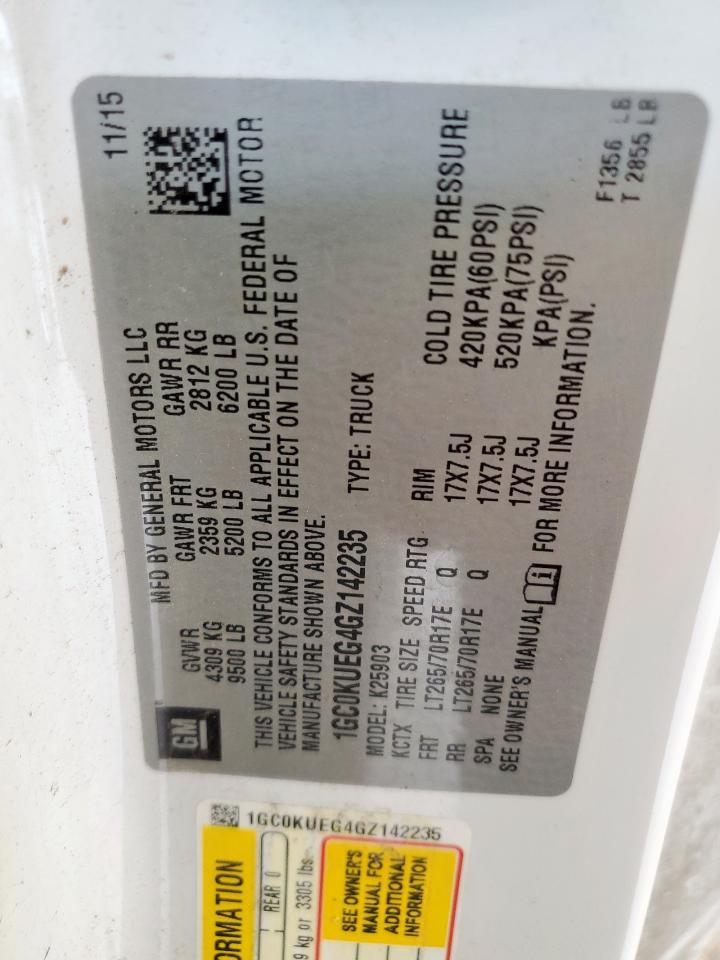 11/15
MFD BY GENERAL MOTORS LLC
GVWR GAWR FRT GAWR RR
4309 KG 2359 KG 2812 KG
9500 LB 5200 LB 6200 LB
GM
THIS VEHICLE CONFORMS TO ALL APPLICABLE U.S. FEDERAL MOTOR
VEHICLE SAFETY STANDARDS IN EFFECT ON THE DATE OF
MANUFACTURE SHOWN ABOVE.
1GC0KUEG4GZ142235 TYPE: TRUCK
MODEL: K25903
KCTX TIRE SIZE SPEED RTG RIM COLD TIRE PRESSURE
FRT LT265/70R17E Q 17X7.5J 420KPA(60PSI)
RR LT265/70R17E Q 17X7.5J 520KPA(75PSI)
SPA NONE 17X7.5J KPA(PSI)
SEE OWNER'S MANUAL i FOR MORE INFORMATION.
F1356 LB
T 2855 LB
1GC0KUEG4GZ142235
REAR 0
kg or 3305 lbs
SEE OWNER'S
MANUAL FOR
ADDITIONAL
INFORMATION